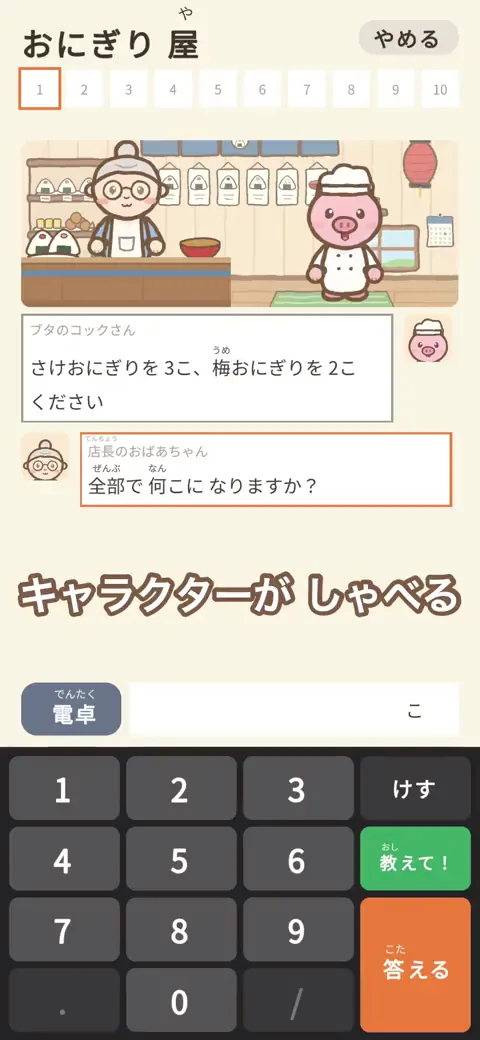 や
おにぎり 屋
やめる
1 2 3 4 5 6 7 8 9 10
ブタのコックさん
うめ
さけおにぎりを 3こ、梅おにぎりを 2こ
ください
てんちょう
店長のおばあちゃん
ぜんぶ なん
全部で 何こに なりますか？
キャラクターが しゃべる
でんたく
電卓
こ
1 2 3 けす
おし
4 5 6 教えて！
7 8 9
こた
答える
. 0 /